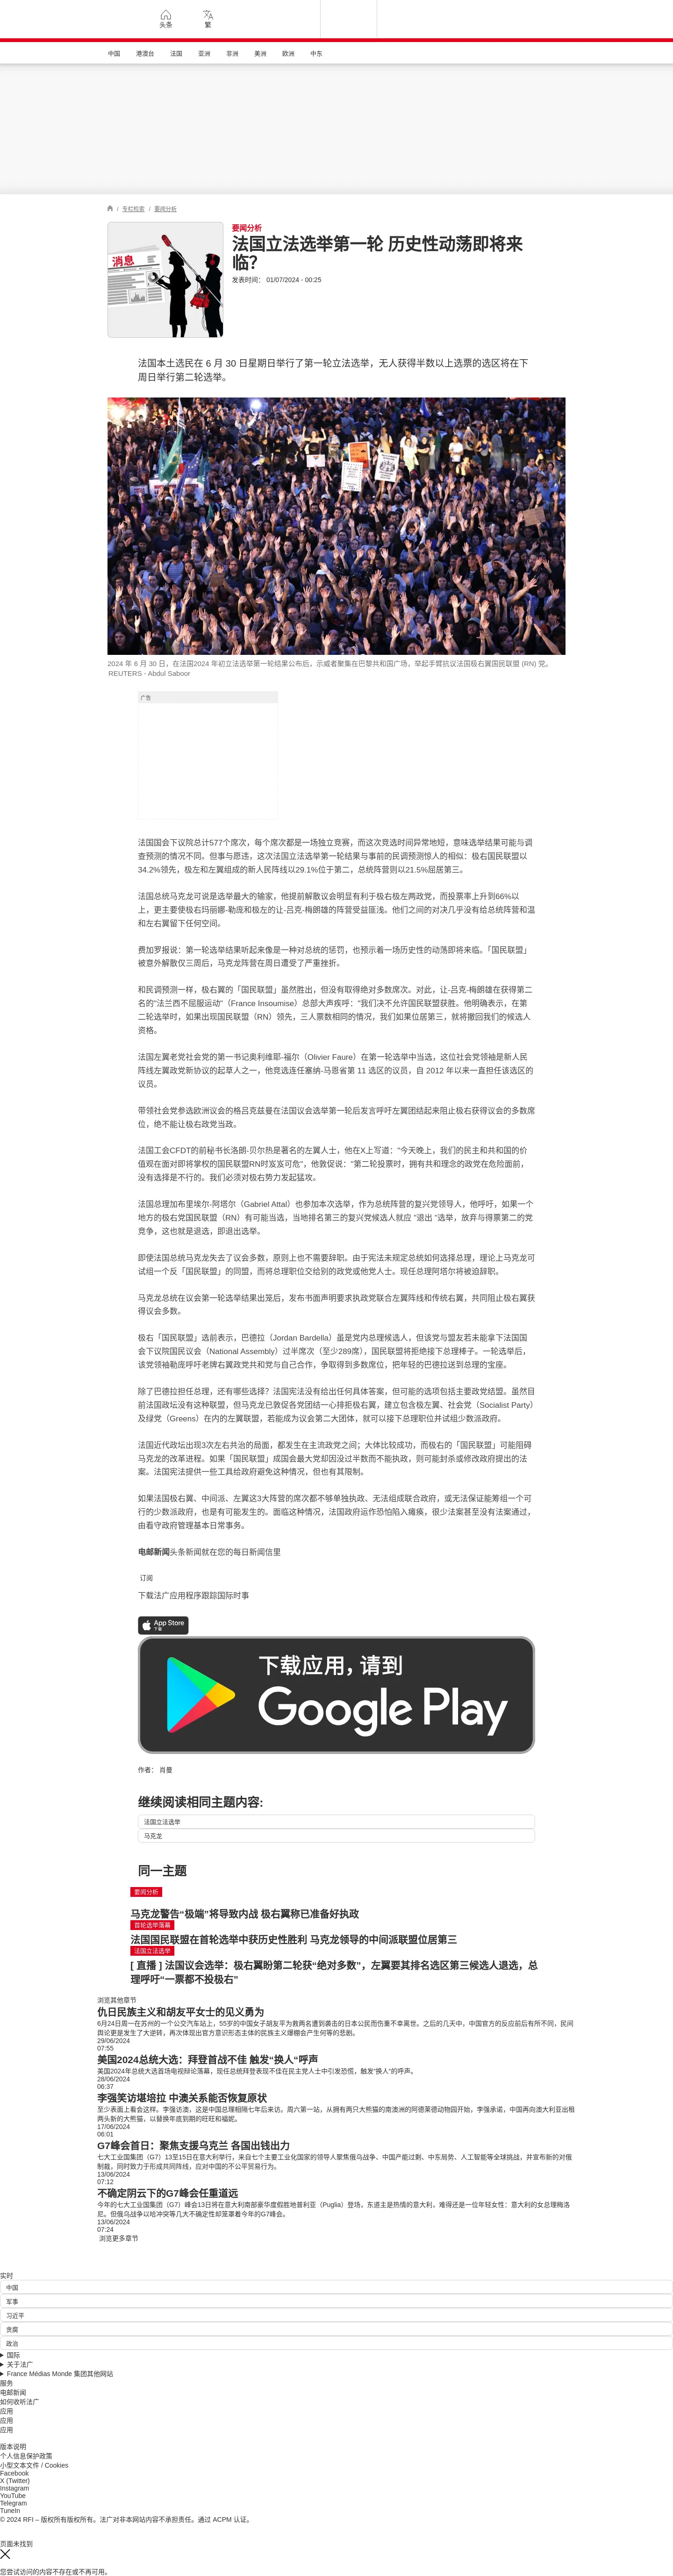 头条
繁
中国 港澳台 法国 亚洲 非洲 美洲 欧洲 中东
/ 专栏检索 / 要闻分析
消息
要闻分析
法国立法选举第一轮 历史性动荡即将来
临？
发表时间： 01/07/2024 - 00:25
法国本土选民在 6 月 30 日星期日举行了第一轮立法选举，无人获得半数以上选票的选区将在下
周日举行第二轮选举。
2024 年 6 月 30 日，在法国2024 年初立法选举第一轮结果公布后，示威者聚集在巴黎共和国广场，举起手臂抗议法国极右翼国民联盟 (RN) 党。
REUTERS - Abdul Saboor
广告
法国国会下议院总计577个席次，每个席次都是一场独立竞赛，而这次竞选时间异常地短，意味选举结果可能与调
查预测的情况不同。但事与愿违，这次法国立法选举第一轮结果与事前的民调预测惊人的相似：极右国民联盟以
34.2%领先，极左和左翼组成的新人民阵线以29.1%位于第二，总统阵营则以21.5%屈居第三。
法国总统马克龙可说是选举最大的输家，他提前解散议会明显有利于极右极左两政党，而投票率上升到66%以
上，更主要使极右玛丽娜-勒庞和极左的让-吕克-梅朗雄的阵营受益匪浅。他们之间的对决几乎没有给总统阵营和温
和左右翼留下任何空间。
费加罗报说：第一轮选举结果听起来像是一种对总统的惩罚，也预示着一场历史性的动荡即将来临。「国民联盟」
被意外解散仅三周后，马克龙阵营在周日遭受了严重挫折。
和民调预测一样，极右翼的「国民联盟」虽然胜出，但没有取得绝对多数席次。对此，让-吕克-梅朗雄在获得第二
名的“法兰西不屈服运动”（France Insoumise）总部大声疾呼："我们决不允许国民联盟获胜。他明确表示，在第
二轮选举时，如果出现国民联盟（RN）领先，三人票数相同的情况，我们如果位居第三，就将撤回我们的候选人
资格。
法国左翼老党社会党的第一书记奥利维耶-福尔（Olivier Faure）在第一轮选举中当选，这位社会党领袖是新人民
阵线左翼政党新协议的起草人之一，他竞选连任塞纳-马恩省第 11 选区的议员，自 2012 年以来一直担任该选区的
议员。
带领社会党参选欧洲议会的格吕克兹曼在法国议会选举第一轮后发言呼吁左翼团结起来阻止极右获得议会的多数席
位，绝不能让极右政党当政。
法国工会CFDT的前秘书长洛朗-贝尔热是著名的左翼人士，他在X上写道："今天晚上，我们的民主和共和国的价
值观在面对即将掌权的国民联盟RN时岌岌可危"，他敦促说："第二轮投票时，拥有共和理念的政党在危险面前，
没有选择是不行的。我们必须对极右势力发起猛攻。
法国总理加布里埃尔-阿塔尔（Gabriel Attal）也参加本次选举，作为总统阵营的复兴党领导人，他呼吁，如果一个
地方的极右党国民联盟（RN）有可能当选，当地排名第三的复兴党候选人就应 “退出 ”选举，放弃与得票第二的党
竞争，这也就是退选，即退出选举。
即使法国总统马克龙失去了议会多数，原则上也不需要辞职。由于宪法未规定总统如何选择总理，理论上马克龙可
试组一个反「国民联盟」的同盟，而将总理职位交给别的政党或他党人士。现任总理阿塔尔将被迫辞职。
马克龙总统在议会第一轮选举结果出笼后，发布书面声明要求执政党联合左翼阵线和传统右翼，共同阻止极右翼获
得议会多数。
极右「国民联盟」选前表示，巴德拉（Jordan Bardella）虽是党内总理候选人，但该党与盟友若未能拿下法国国
会下议院国民议会（National Assembly）过半席次（至少289席），国民联盟将拒绝接下总理棒子。一轮选举后，
该党领袖勒庞呼吁老牌右翼政党共和党与自己合作，争取得到多数席位，把年轻的巴德拉送到总理的宝座。
除了巴德拉担任总理，还有哪些选择？法国宪法没有给出任何具体答案，但可能的选项包括主要政党结盟。虽然目
前法国政坛没有这种联盟，但马克龙已敦促各党团结一心排拒极右翼，建立包含极左翼、社会党（Socialist Party）
及绿党（Greens）在内的左翼联盟，若能成为议会第二大团体，就可以接下总理职位并试组少数派政府。
法国近代政坛出现3次左右共治的局面，都发生在主流政党之间；大体比较成功，而极右的「国民联盟」可能阻碍
马克龙的改革进程。如果「国民联盟」成国会最大党却因没过半数而不能执政，则可能封杀或修改政府提出的法
案。法国宪法提供一些工具给政府避免这种情况，但也有其限制。
如果法国极右翼、中间派、左翼这3大阵营的席次都不够单独执政、无法组成联合政府，或无法保证能筹组一个可
行的少数派政府，也是有可能发生的。面临这种情况，法国政府运作恐怕陷入瘫痪，很少法案甚至没有法案通过，
由看守政府管理基本日常事务。
电邮新闻头条新闻就在您的每日新闻信里
订阅
下载法广应用程序跟踪国际时事
App Store
下载
下载应用，请到
Google Play
作者： 肖曼
继续阅读相同主题内容:
法国立法选举
马克龙
同一主题
要闻分析
马克龙警告“极端”将导致内战 极右翼称已准备好执政
首轮选举落幕
法国国民联盟在首轮选举中获历史性胜利 马克龙领导的中间派联盟位居第三
法国立法选举
[ 直播 ] 法国议会选举：极右翼盼第二轮获“绝对多数”，左翼要其排名选区第三候选人退选，总
理呼吁“一票都不投极右”
浏览其他章节
仇日民族主义和胡友平女士的见义勇为
6月24日周一在苏州的一个公交汽车站上，55岁的中国女子胡友平为救两名遭到袭击的日本公民而伤重不幸离世。之后的几天中，中国官方的反应前后有所不同，民间
舆论更是发生了大逆转，再次体现出官方意识形态主体的民族主义爆棚会产生何等的悲剧。
29/06/2024
07:55
美国2024总统大选：拜登首战不佳 触发“换人”呼声
美国2024年总统大选首场电视辩论落幕，现任总统拜登表现不佳在民主党人士中引发恐慌，触发“换人”的呼声。
28/06/2024
06:37
李强笑访堪培拉 中澳关系能否恢复原状
至少表面上看会这样。李强访澳，这是中国总理相隔七年后来访。周六第一站，从拥有两只大熊猫的南澳洲的阿德莱德动物园开始，李强承诺，中国再向澳大利亚出租
两头新的大熊猫，以替换年底到期的旺旺和福妮。
17/06/2024
06:01
G7峰会首日：聚焦支援乌克兰 各国出钱出力
七大工业国集团（G7）13至15日在意大利举行，来自七个主要工业化国家的领导人聚焦俄乌战争、中国产能过剩、中东局势、人工智能等全球挑战，并宣布新的对俄
制裁，同时致力于形成共同阵线，应对中国的不公平贸易行为。
13/06/2024
07:12
不确定阴云下的G7峰会任重道远
今年的七大工业国集团（G7）峰会13日将在意大利南部豪华度假胜地普利亚（Puglia）登场，东道主是热情的意大利，难得还是一位年轻女性：意大利的女总理梅洛
尼。但俄乌战争以哈冲突等几大不确定性却笼罩着今年的G7峰会。
13/06/2024
07:24
浏览更多章节
实时
中国
军事
习近平
贪腐
政治
国际
关于法广
France Médias Monde 集团其他网站
服务
电邮新闻
如何收听法广
应用
应用
应用
版本说明
个人信息保护政策
小型文本文件 / Cookies
Facebook
X (Twitter)
Instagram
YouTube
Telegram
TuneIn
© 2024 RFI – 版权所有版权所有。法广对非本网站内容不承担责任。通过 ACPM 认证。
页面未找到
您尝试访问的内容不存在或不再可用。